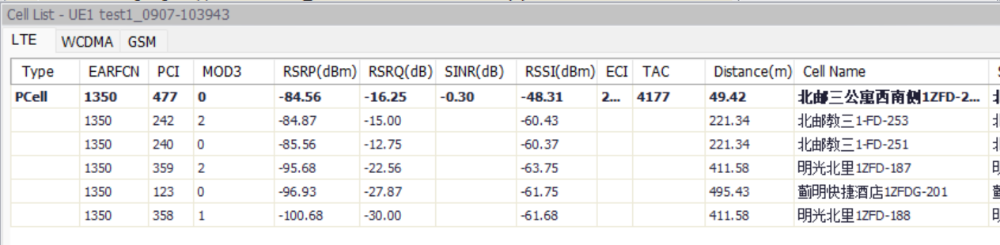 Cell List - UE1 test1_0907-103943
LTE WCDMA GSM
Type EARFCN PCI MOD3 RSRP(dBm) RSRQ(dB) SINR(dB) RSSI(dBm) ECI TAC Distance(m) Cell Name
PCell 1350 477 0 -84.56 -16.25 -0.30 -48.31 2... 4177 49.42 北邮三公寓西南侧1ZFD-2...
1350 242 2 -84.87 -15.00 -60.43 221.34 北邮教三1-FD-253
1350 240 0 -85.56 -12.75 -60.37 221.34 北邮教三1-FD-251
1350 359 2 -95.68 -22.56 -63.75 411.58 明光北里1ZFD-187
1350 123 0 -96.93 -27.87 -61.75 495.43 蓟明快捷酒店1ZFDG-201
1350 358 1 -100.68 -30.00 -61.68 411.58 明光北里1ZFD-188